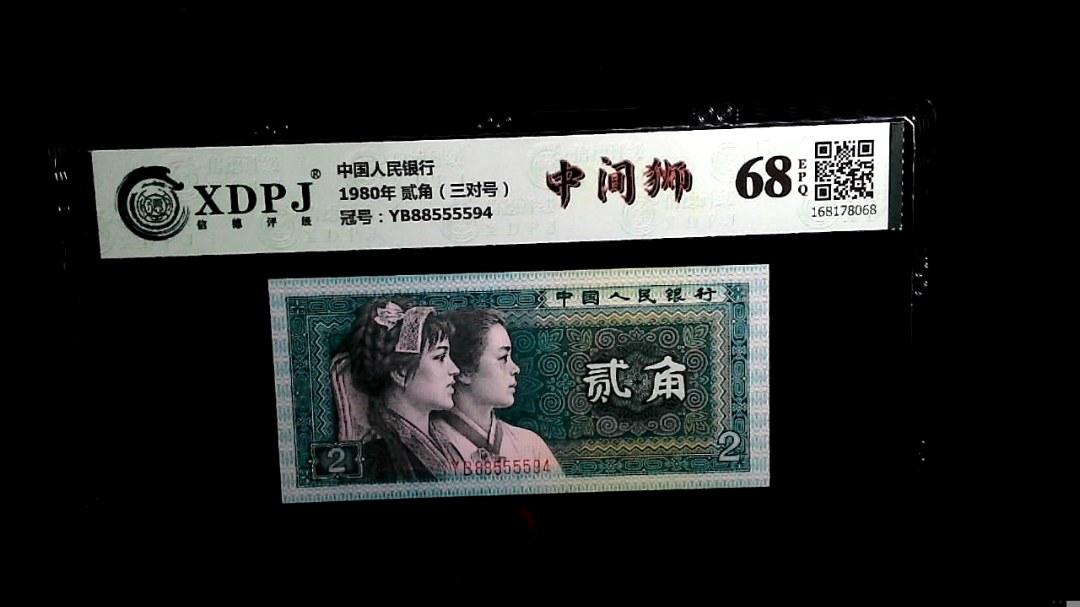 XDPJ®
信德评级
中国人民银行
1980年 贰角（三对号）
冠号：YB88555594
中间狮
68
EPQ
168178068
中国人民银行
贰角
2
2
YB88555594